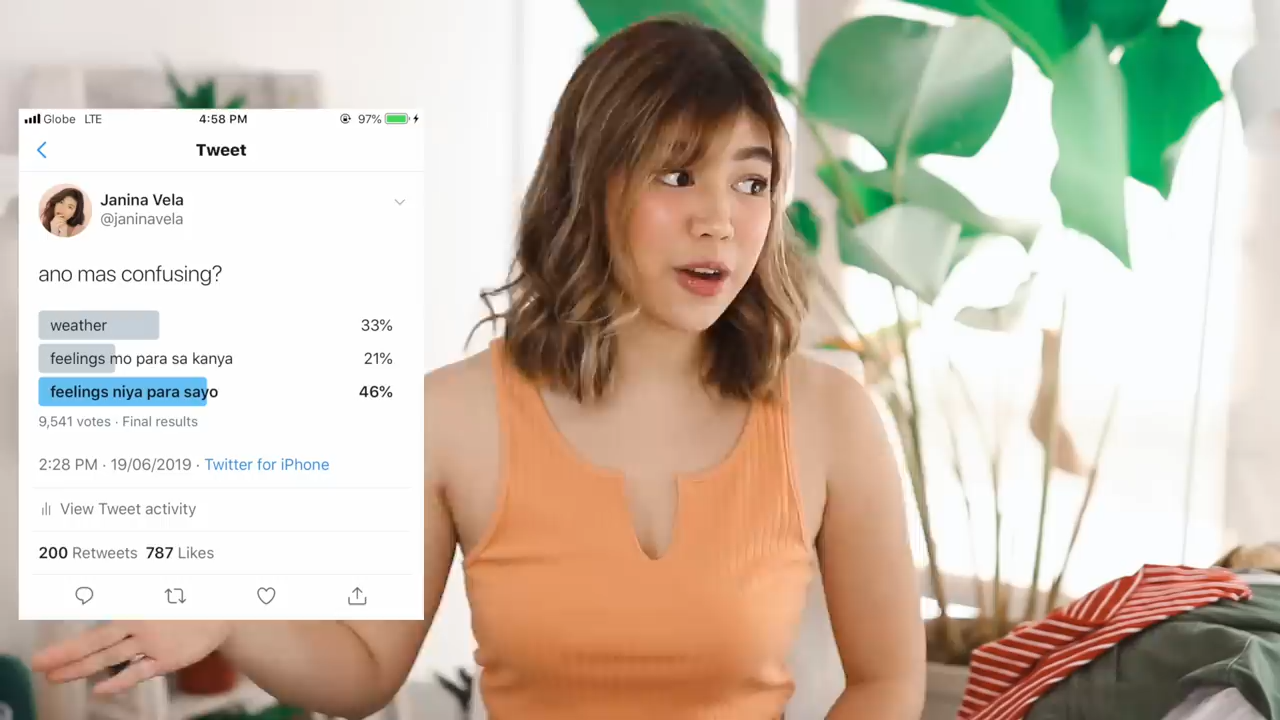 Globe LTE 4:58 PM 97%
Tweet
Janina Vela
@janinavela
ano mas confusing?
weather 33%
feelings mo para sa kanya 21%
feelings niya para sayo 46%
9,541 votes · Final results
2:28 PM · 19/06/2019 · Twitter for iPhone
View Tweet activity
200 Retweets 787 Likes